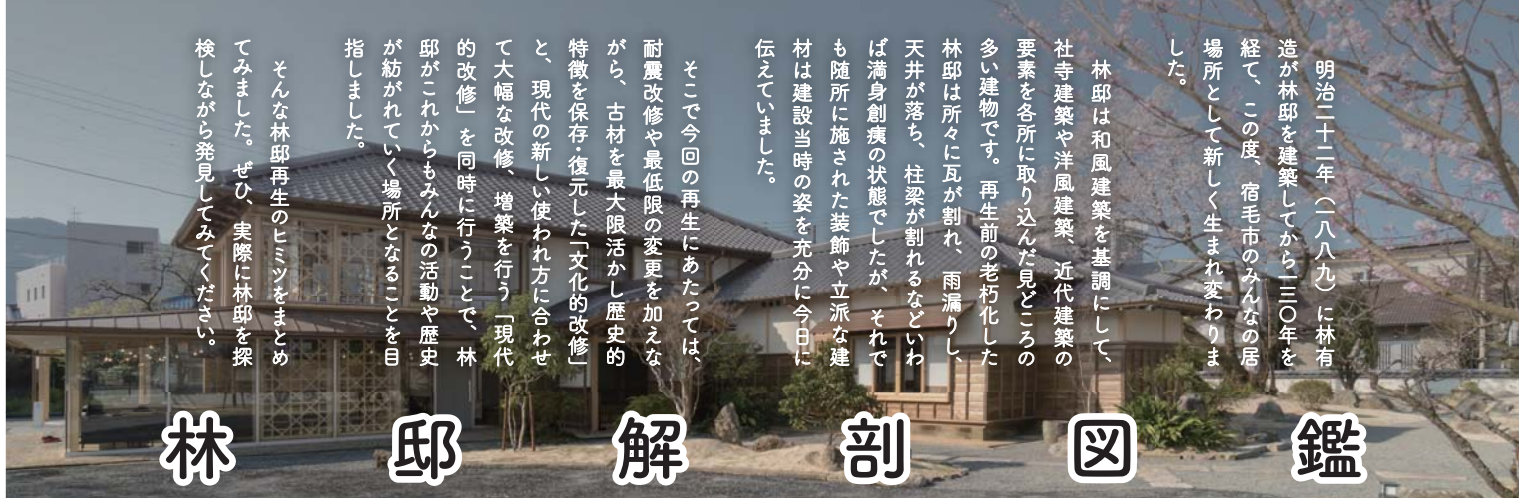 明治二十二年（一八八九）に林有
造が林邸を建築してから一三〇年を
経て、この度、宿毛市のみんなの居
場所として新しく生まれ変わりま
した。
林邸は和風建築を基調にして、
社寺建築や洋風建築、近代建築の
要素を各所に取り込んだ見どころの
多い建物です。再生前の老朽化した
林邸は所々に瓦が割れ、雨漏りし、
天井が落ち、柱梁が割れるなどいわ
ば満身創痍の状態でしたが、それで
も随所に施された装飾や立派な建
材は建設当時の姿を充分に今日に
伝えていました。
そこで今回の再生にあたっては、
耐震改修や最低限の変更を加えな
がら、古材を最大限活かし歴史的
特徴を保存・復元した「文化的改修」
と、現代の新しい使われ方に合わせ
て大幅な改修、増築を行う「現代
的改修」を同時に行うことで、林
邸がこれからもみんなの活動や歴史
が紡がれていく場所となることを目
指しました。
そんな林邸再生のヒミツをまとめ
てみました。ぜひ、実際に林邸を探
検しながら発見してみてください。
林邸解剖図鑑